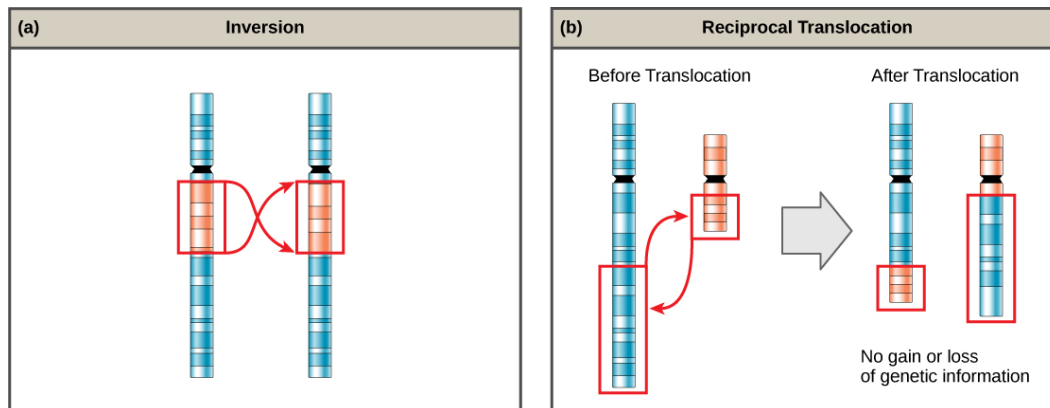 (a)
Inversion
(b)
Reciprocal Translocation
Before Translocation
After Translocation
No gain or loss
of genetic information